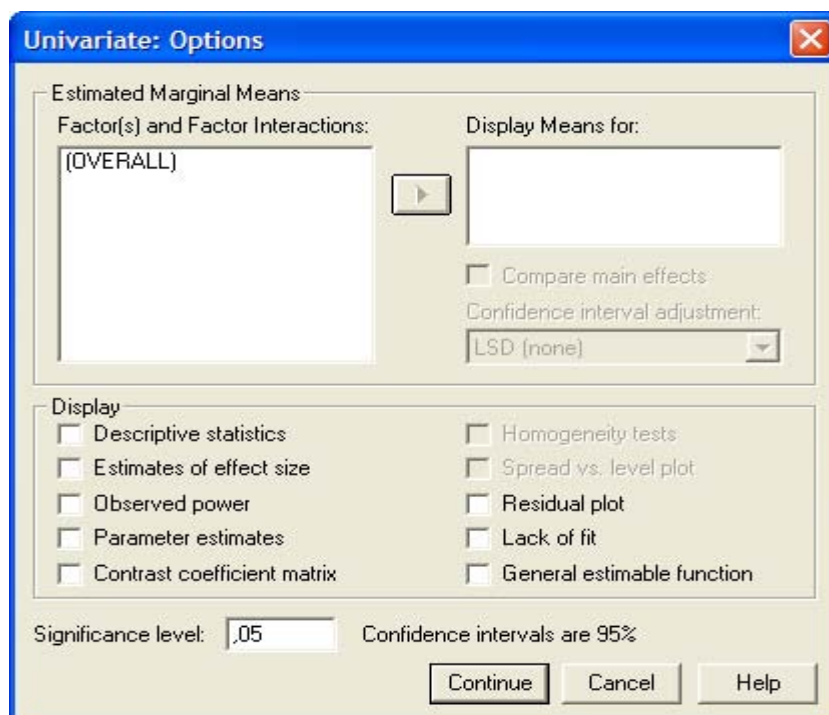 Univariate: Options
Estimated Marginal Means
Factor(s) and Factor Interactions:
(OVERALL)
Display Means for:
Compare main effects
Confidence interval adjustment:
LSD (none)
Display
Descriptive statistics
Estimates of effect size
Observed power
Parameter estimates
Contrast coefficient matrix
Homogeneity tests
Spread vs. level plot
Residual plot
Lack of fit
General estimable function
Significance level: ,05 Confidence intervals are 95%
Continue Cancel Help